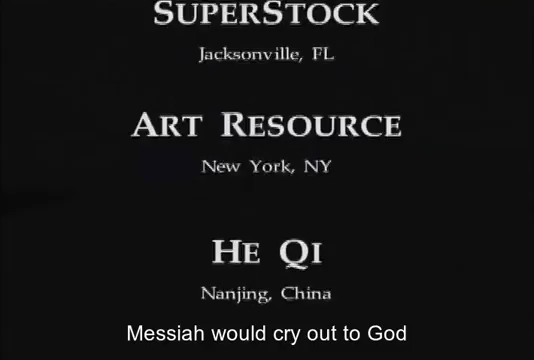 SUPERSTOCK
Jacksonville, FL
ART RESOURCE
New York, NY
HE QI
Nanjing, China
Messiah would cry out to God